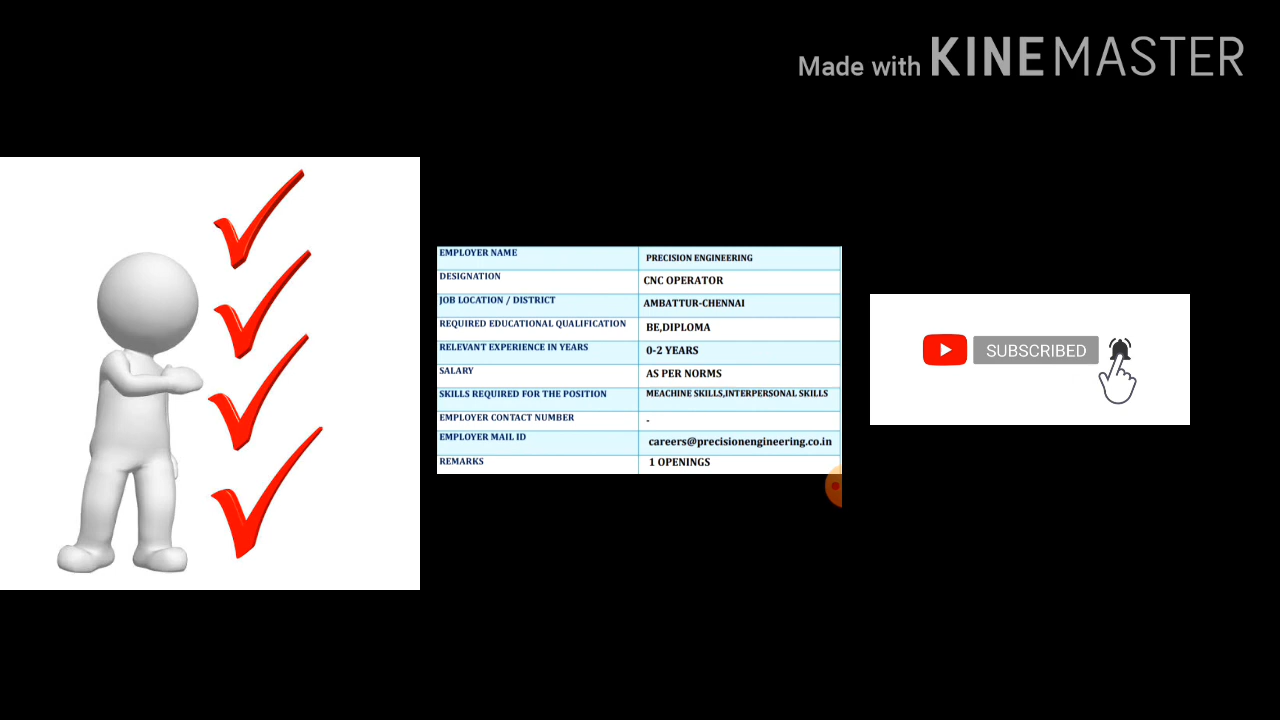 Made with KINEMASTER
EMPLOYER NAME PRECISION ENGINEERING
DESIGNATION CNC OPERATOR
JOB LOCATION / DISTRICT AMBATTUR-CHENNAI
REQUIRED EDUCATIONAL QUALIFICATION BE,DIPLOMA
RELEVANT EXPERIENCE IN YEARS 0-2 YEARS
SALARY AS PER NORMS
SKILLS REQUIRED FOR THE POSITION MEACHINE SKILLS,INTERPERSONAL SKILLS
EMPLOYER CONTACT NUMBER -
EMPLOYER MAIL ID careers@precisionengineering.co.in
REMARKS 1 OPENINGS
SUBSCRIBED